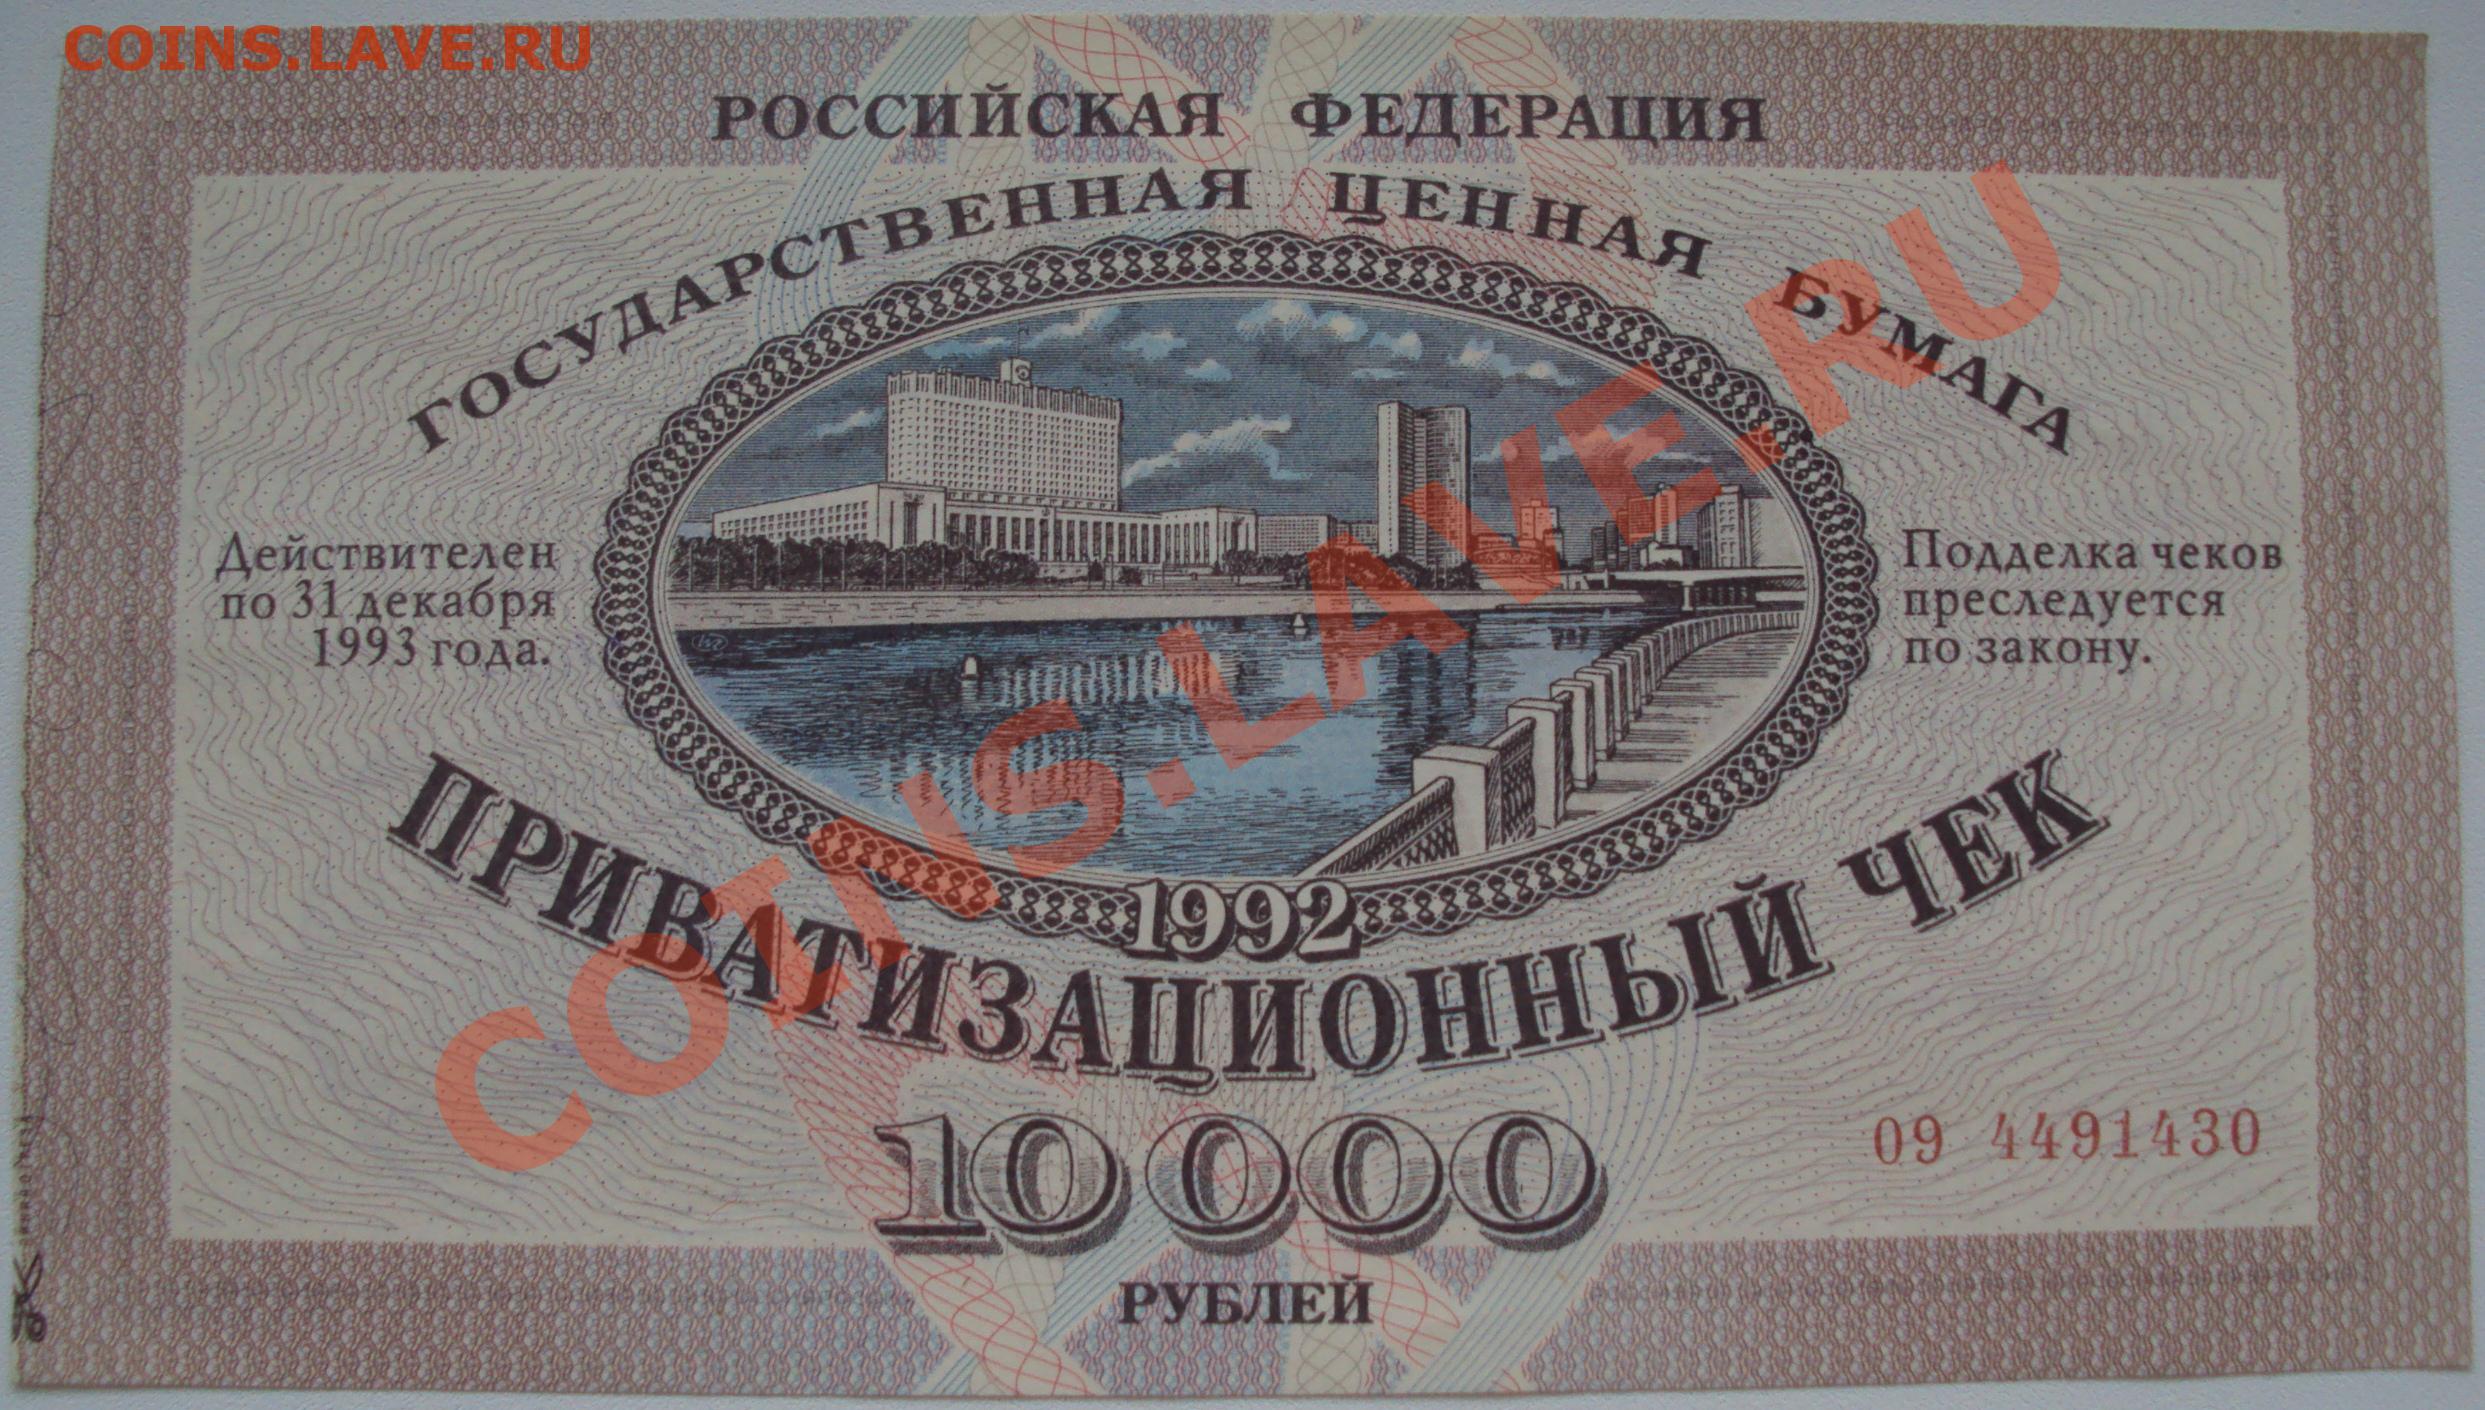 COINS.LAVE.RU
РОССИЙСКАЯ ФЕДЕРАЦИЯ
ГОСУДАРСТВЕННАЯ ЦЕННАЯ БУМАГА
Действителен
по 31 декабря
1993 года.
Подделка чеков
преследуется
по закону.
COINS.LAVE.RU
1992
ПРИВАТИЗАЦИОННЫЙ ЧЕК
10 000
09 4491430
РУБЛЕЙ